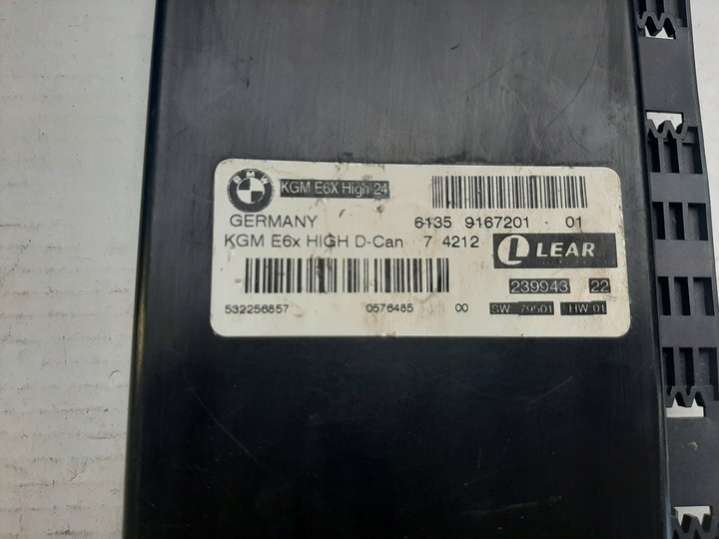 BMW KGM E6X High 24
GERMANY 6135 9167201 01
KGM E6x HIGH D-Can 7 4212 L LEAR
239943 22
532256857 0576485 00 SW 79501 HW 01